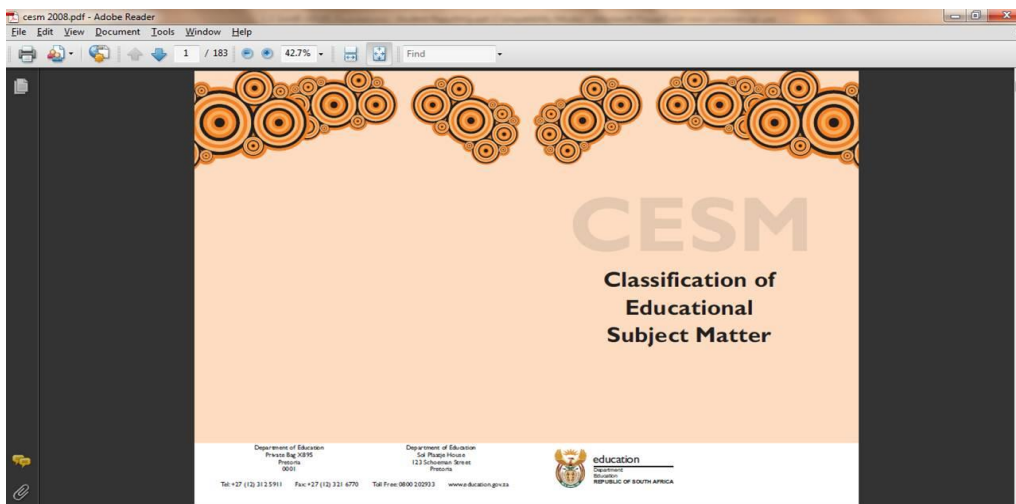 cesm 2008.pdf - Adobe Reader
File Edit View Document Tools Window Help
1 / 183 42.7% Find
CESM
Classification of
Educational
Subject Matter
Department of Education
Private Bag X895
Pretoria
0001
Department of Education
Sol Plaatje House
123 Schoeman Street
Pretoria
Tel: +27 (12) 312 5911 Fax: +27 (12) 321 6770 Toll Free: 0800 202933 www.education.gov.za
education
Department
Education
REPUBLIC OF SOUTH AFRICA